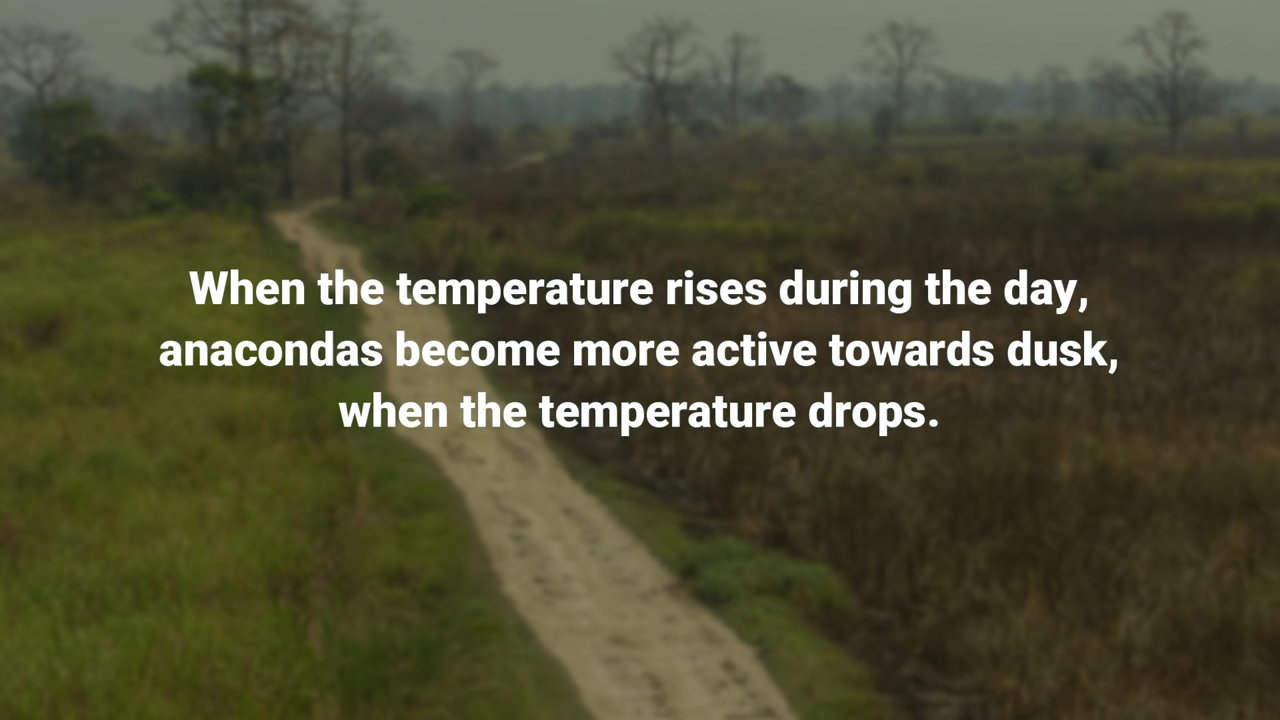 When the temperature rises during the day,
anacondas become more active towards dusk,
when the temperature drops.